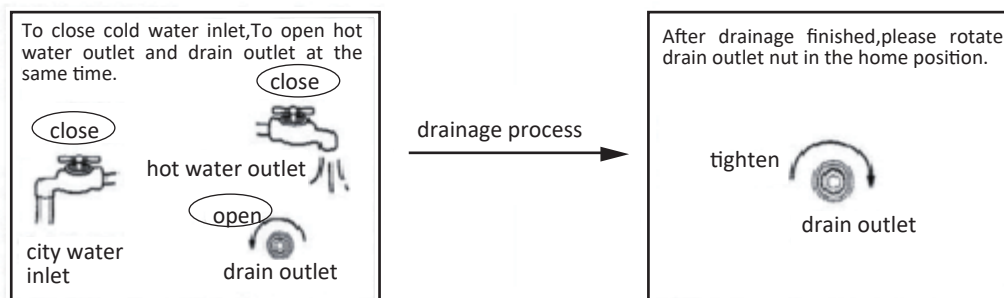 To close cold water inlet,To open hot
water outlet and drain outlet at the
same time.
close
close
hot water outlet
open
city water
inlet
drain outlet
drainage process
After drainage finished,please rotate
drain outlet nut in the home position.
tighten
drain outlet